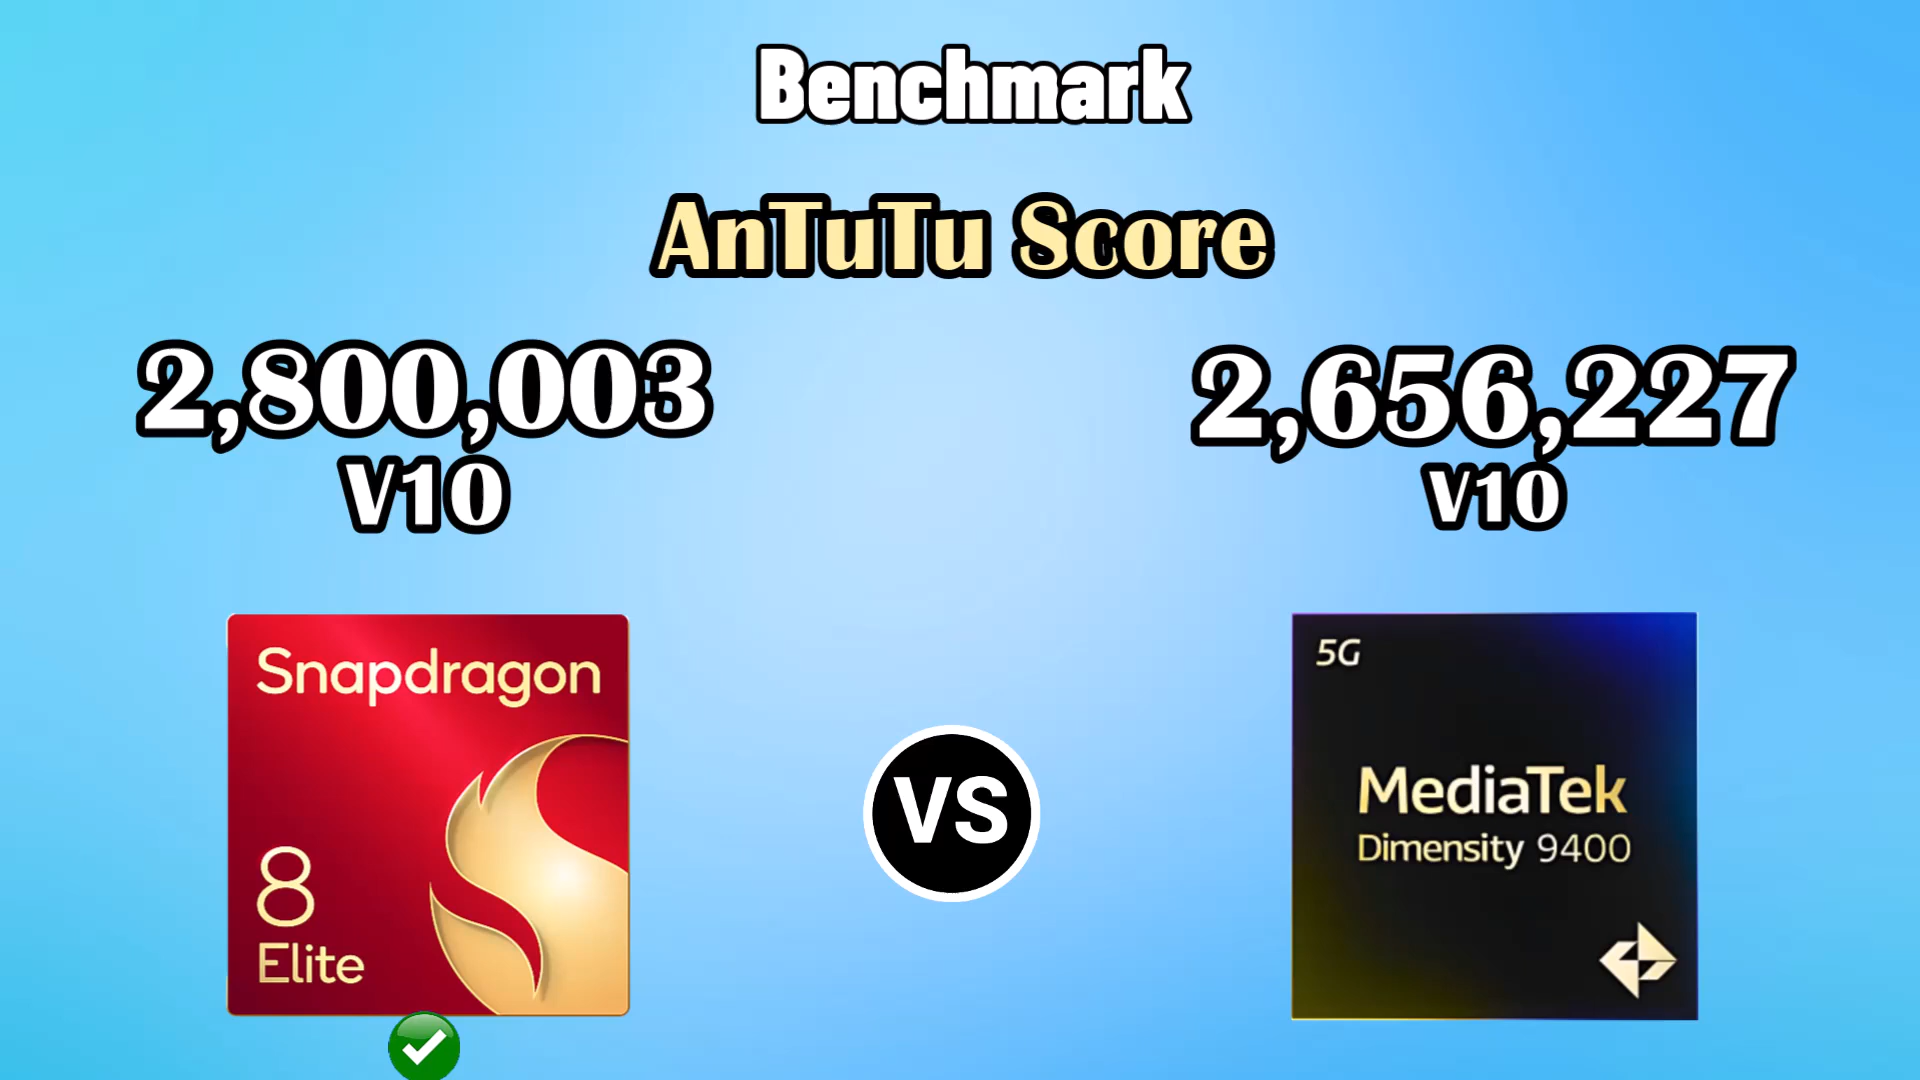 Benchmark
AnTuTu Score
2,800,003
V10
2,656,227
V10
Snapdragon
8
Elite
VS
5G
MediaTek
Dimensity 9400